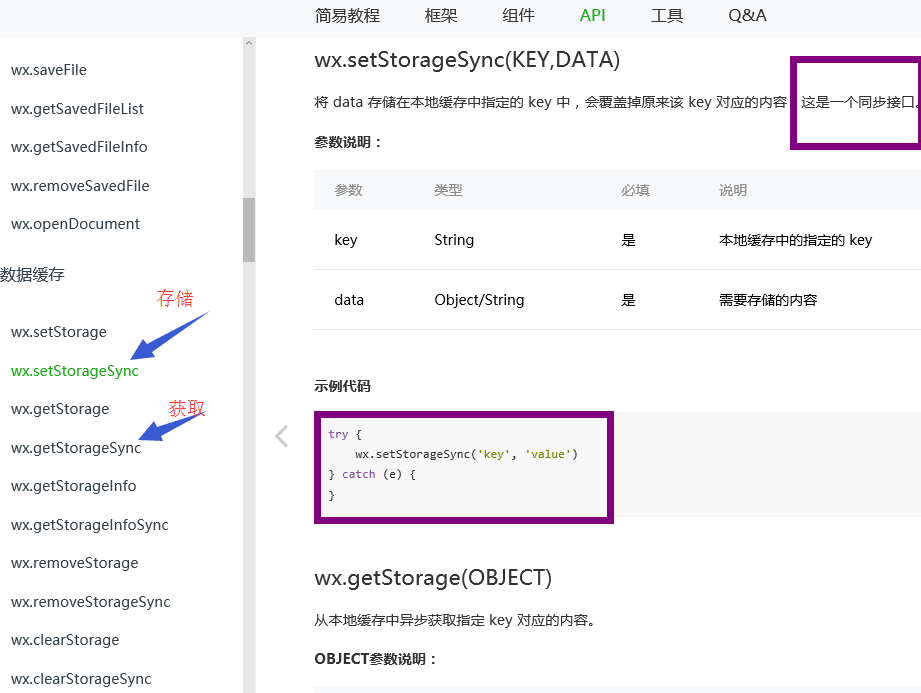 简易教程 框架 组件 API 工具 Q&A
wx.saveFile
wx.getSavedFileList
wx.getSavedFileInfo
wx.removeSavedFile
wx.openDocument
数据缓存
存储
wx.setStorage
wx.setStorageSync
wx.getStorage
获取
wx.getStorageSync
wx.getStorageInfo
wx.getStorageInfoSync
wx.removeStorage
wx.removeStorageSync
wx.clearStorage
wx.clearStorageSync
wx.setStorageSync(KEY,DATA)
将 data 存储在本地缓存中指定的 key 中，会覆盖掉原来该 key 对应的内容 这是一个同步接口。
参数说明：
参数 类型 必填 说明
key String 是 本地缓存中的指定的 key
data Object/String 是 需要存储的内容
示例代码
try {
wx.setStorageSync('key', 'value')
} catch (e) {
}
wx.getStorage(OBJECT)
从本地缓存中异步获取指定 key 对应的内容。
OBJECT参数说明：